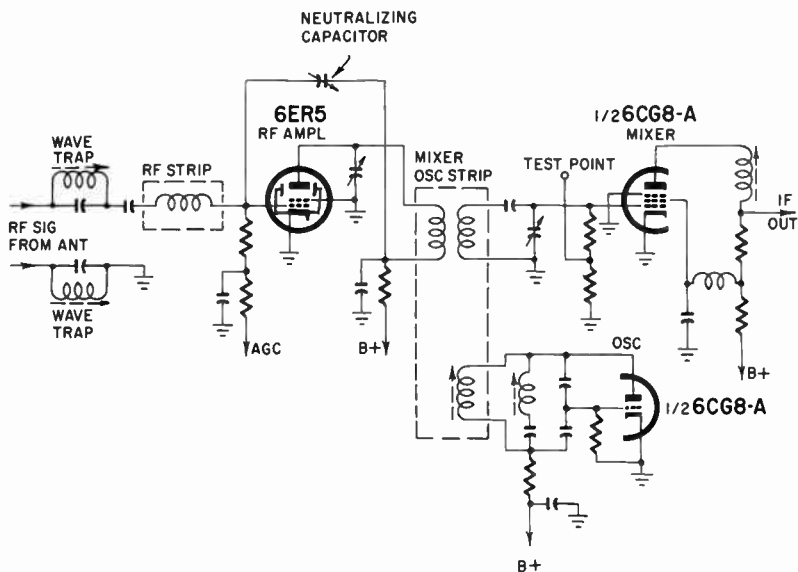 NEUTRALIZING
CAPACITOR
6ER5
RF AMPL
1/2 6CG8-A
MIXER
WAVE
TRAP
RF STRIP
MIXER
OSC STRIP
TEST POINT
RF SIG
FROM ANT
IF
OUT
WAVE
TRAP
AGC
B+
OSC
B+
1/2 6CG8-A
B+